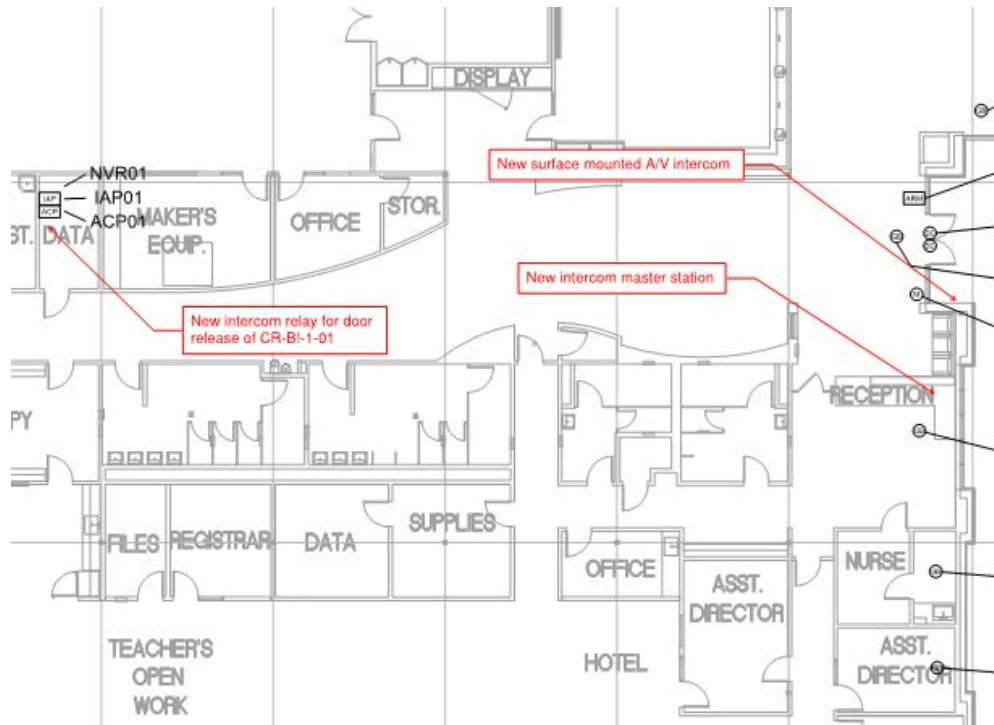 DISPLAY
New surface mounted A/V intercom
NVR01
IAP
IAP01
ACP
ACP01
ARM
ST.
DATA
MAKER'S
EQUIP.
OFFICE
STOR.
New intercom master station
New intercom relay for door
release of CR-B!-1-01
M
RECEPTION
PY
FILES
REGISTRAR
DATA
SUPPLIES
OFFICE
ASST.
DIRECTOR
NURSE
TEACHER'S
OPEN
WORK
HOTEL
ASST.
DIRECTOR